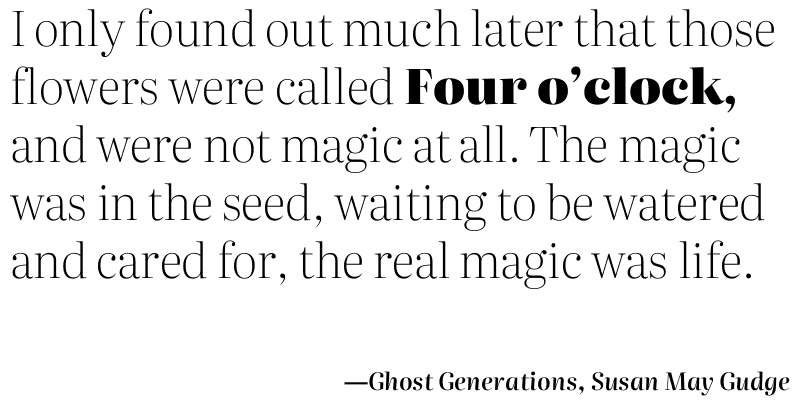 I only found out much later that those
flowers were called Four o’clock,
and were not magic at all. The magic
was in the seed, waiting to be watered
and cared for, the real magic was life.
—Ghost Generations, Susan May Gudge